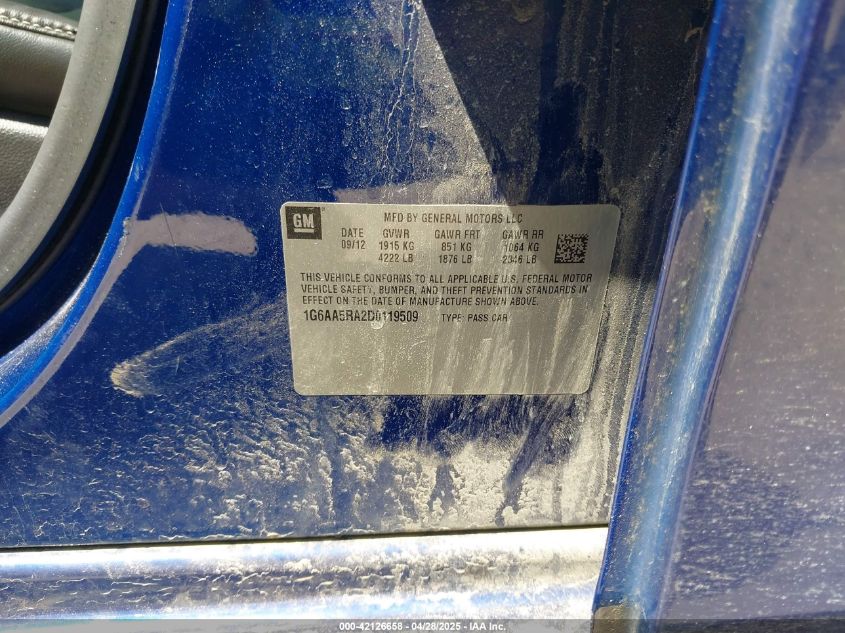 GM
MFD BY GENERAL MOTORS LLC
DATE GVWR GAWR FRT GAWR RR
09/12 1915 KG 851 KG 1064 KG
4222 LB 1876 LB 2346 LB
THIS VEHICLE CONFORMS TO ALL APPLICABLE U.S. FEDERAL MOTOR
VEHICLE SAFETY, BUMPER, AND THEFT PREVENTION STANDARDS IN
EFFECT ON THE DATE OF MANUFACTURE SHOWN ABOVE.
1G6AA5RA2D0119509 TYPE: PASS CAR
000-42126658 - 04/28/2025 - IAA Inc.